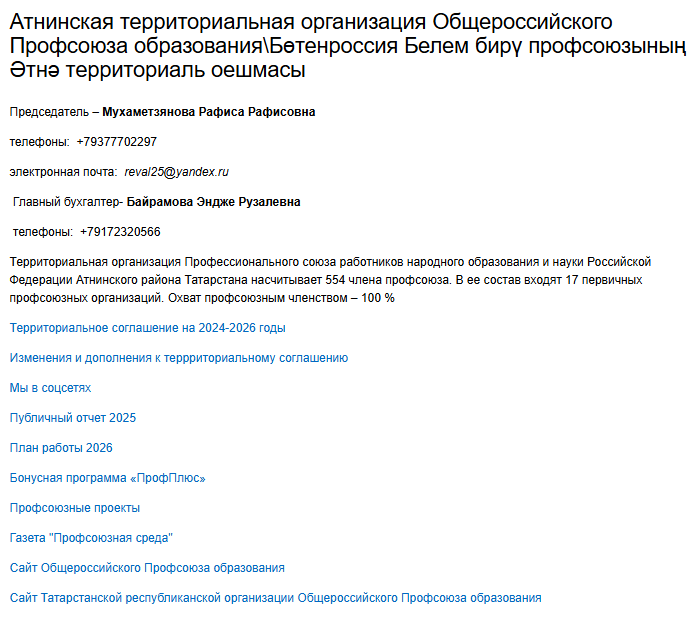 Атнинская территориальная организация Общероссийского
Профсоюза образования\Бөтенроссия Белем бирү профсоюзының
Әтнә территориаль оешмасы
Председатель – Мухаметзянова Рафиса Рафисовна
телефоны: +79377702297
электронная почта: reval25@yandex.ru
Главный бухгалтер- Байрамова Эндже Рузалевна
телефоны: +79172320566
Территориальная организация Профессионального союза работников народного образования и науки Российской
Федерации Атнинского района Татарстана насчитывает 554 члена профсоюза. В ее состав входят 17 первичных
профсоюзных организаций. Охват профсоюзным членством – 100 %
Территориальное соглашение на 2024-2026 годы
Изменения и дополнения к террриториальному соглашению
Мы в соцсетях
Публичный отчет 2025
План работы 2026
Бонусная программа «ПрофПлюс»
Профсоюзные проекты
Газета "Профсоюзная среда"
Сайт Общероссийского Профсоюза образования
Сайт Татарстанской республиканской организации Общероссийского Профсоюза образования